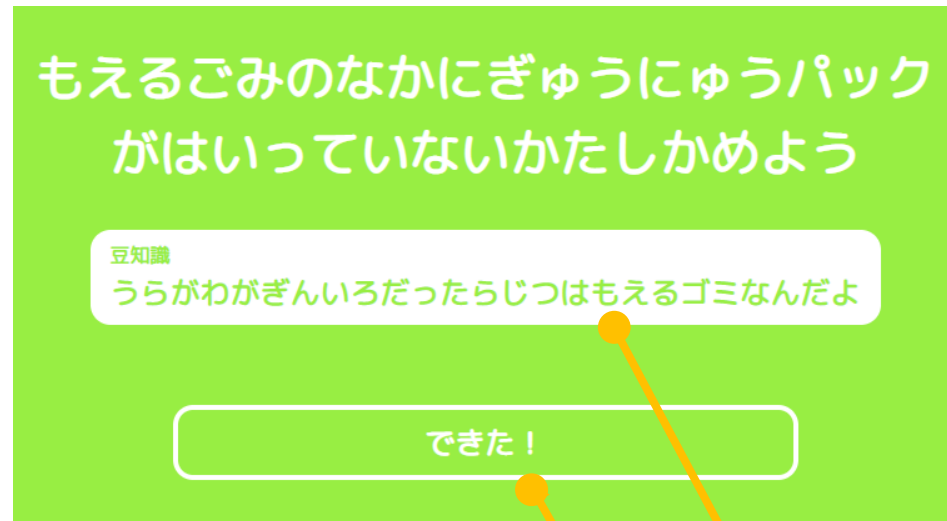 もえるごみのなかにぎゅうにゅうパック
がはいっていないかたしかめよう
豆知識
うらがわがぎんいろだったらじつはもえるゴミなんだよ
できた！